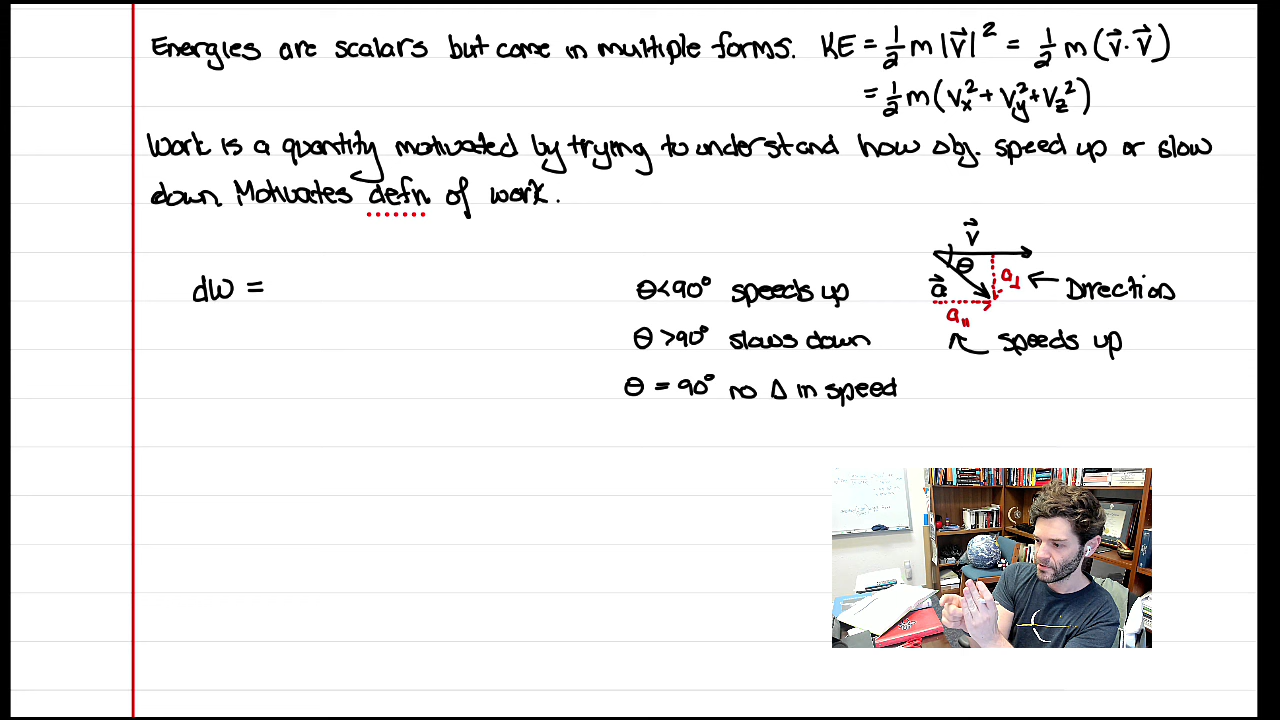 Energies are scalars but come in multiple forms. KE = 1/2 m |v⃗|² = 1/2 m (v⃗ · v⃗)
= 1/2 m (Vx² + Vy² + Vz²)
Work is a quantity motivated by trying to understand how obj. speed up or slow
down Motivates defn of work.
v⃗
θ
dW =
θ<90° speeds up
a⃗
a⊥
← Direction
a||
θ >90° slows down
speeds up
θ = 90° no Δ in speed